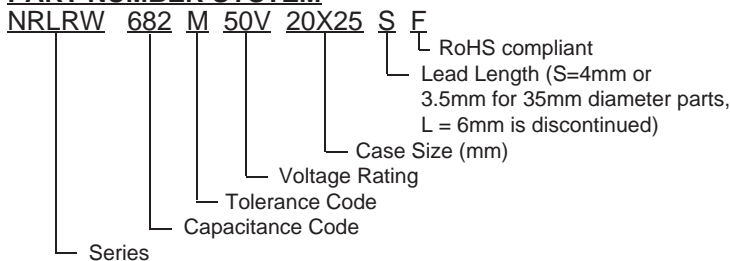 PART NUMBER SYSTEM
NRLRW 682 M 50V 20X25 S F
RoHS compliant
Lead Length (S=4mm or
3.5mm for 35mm diameter parts,
L = 6mm is discontinued)
Case Size (mm)
Voltage Rating
Tolerance Code
Capacitance Code
Series